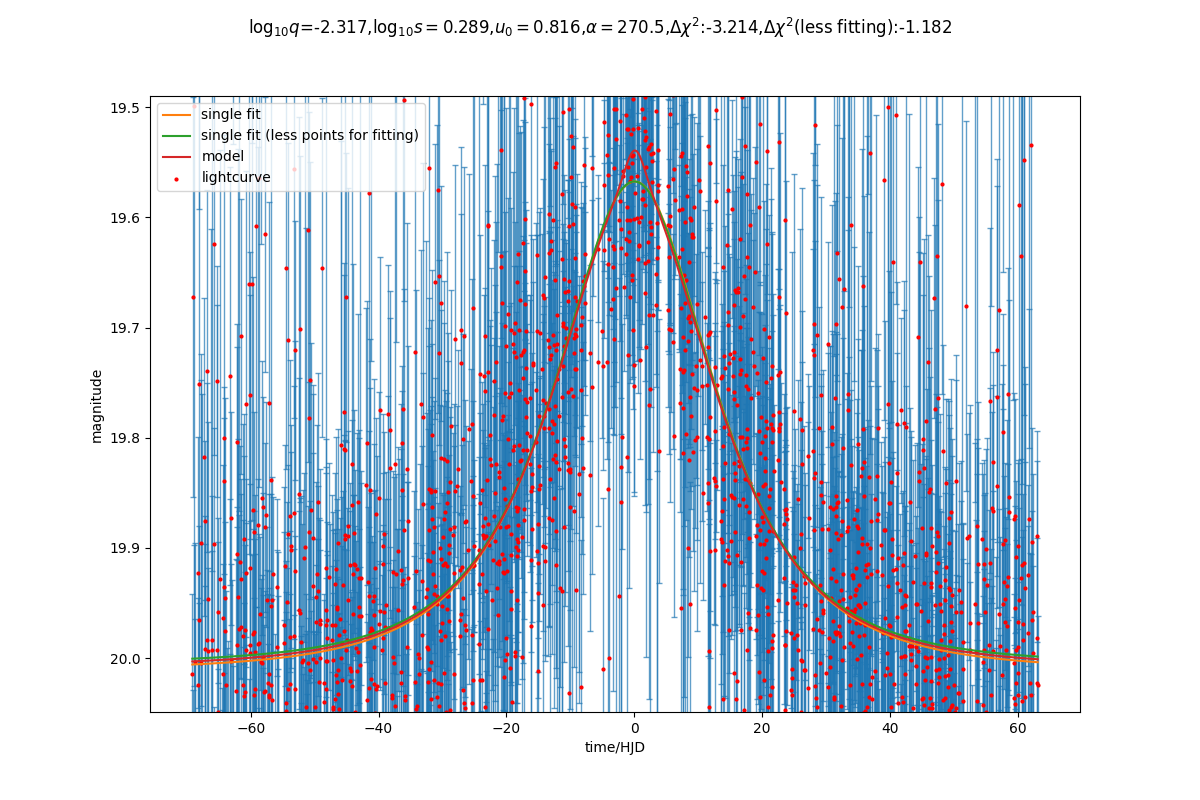 log₁₀q=-2.317,log₁₀s = 0.289,u₀ = 0.816,α = 270.5,Δχ²:-3.214,Δχ²(less fitting):-1.182
single fit
single fit (less points for fitting)
model
lightcurve
19.5
19.6
19.7
19.8
19.9
20.0
magnitude
−60 −40 −20 0 20 40 60
time/HJD